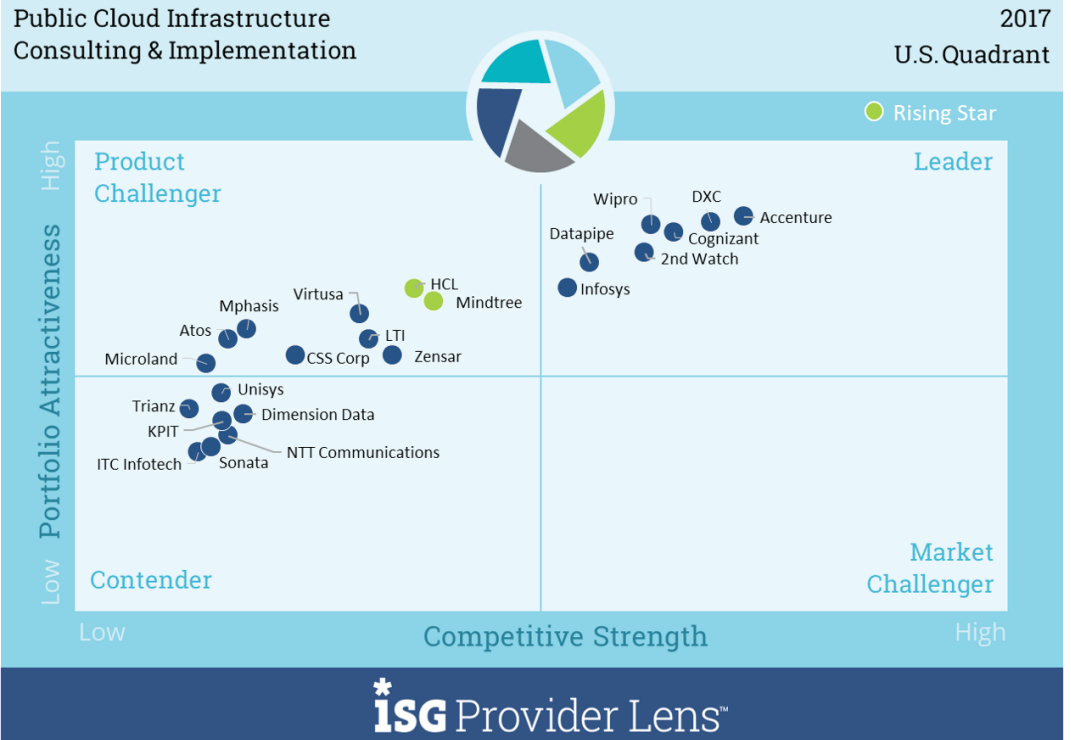 Public Cloud Infrastructure
Consulting & Implementation
2017
U.S. Quadrant
Rising Star
High
Portfolio Attractiveness
Low
Product
Challenger
Leader
Wipro
DXC
Accenture
Datapipe
Cognizant
2nd Watch
Infosys
HCL
Mindtree
Virtusa
Mphasis
Atos
LTI
Microland
CSS Corp
Zensar
Unisys
Trianz
Dimension Data
KPIT
NTT Communications
ITC Infotech
Sonata
Contender
Market
Challenger
Low
Competitive Strength
High
*ISG Provider Lens™